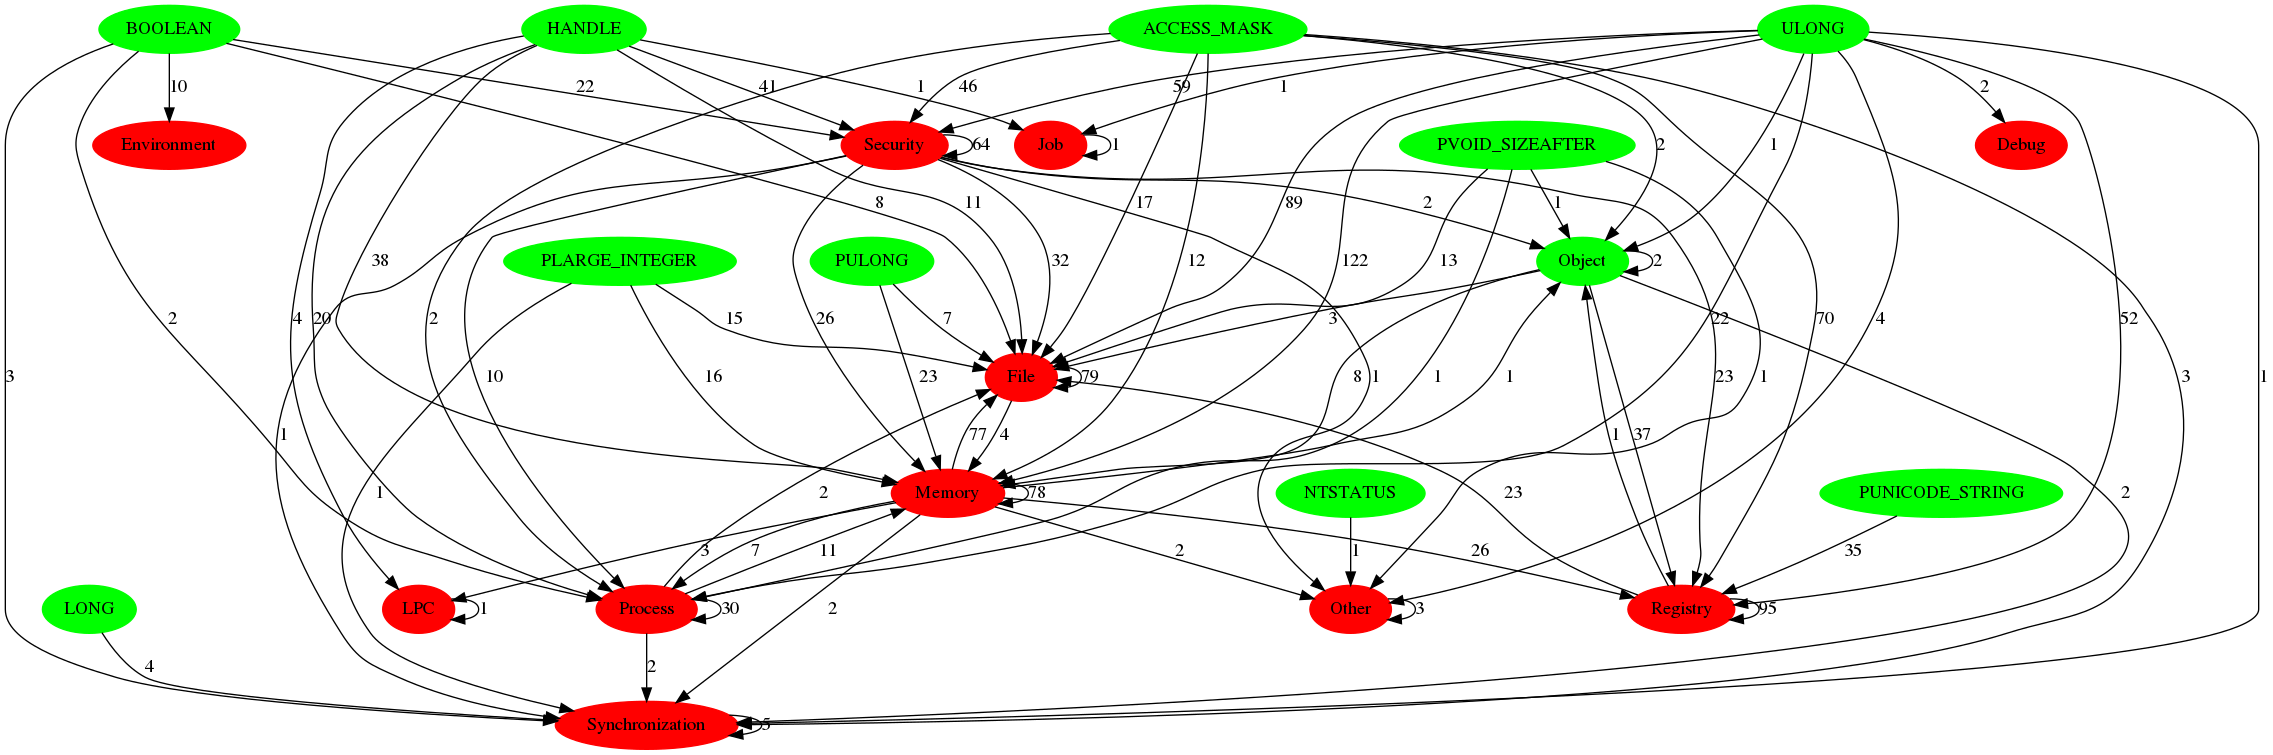 BOOLEAN HANDLE ACCESS_MASK ULONG
10 22 41 1 46 59 1 2
Environment Security 64 Job 1 PVOID_SIZEAFTER Debug
8 11 17 2 1 2 1
38 PLARGE_INTEGER PULONG 32 12 89 122 13 Object 2
2 4 20 2 15 26 7 3 22 70 4 52
3 10 16 23 File 79 1 8 1 1 23 1 3 1
1 77 4 1 37
1 2 Memory 78 23 NTSTATUS PUNICODE_STRING 2
3 7 11 2 1 26 35
LONG LPC 1 Process 30 2 Other 3 Registry 95
4 2
Synchronization 5